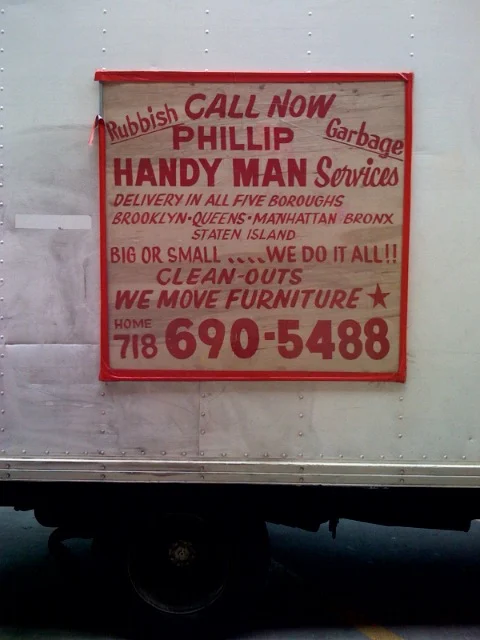 CALL NOW
Rubbish PHILLIP Garbage
HANDY MAN Services
DELIVERY IN ALL FIVE BOROUGHS
BROOKLYN·QUEENS·MANHATTAN BRONX
STATEN ISLAND
BIG OR SMALL .....WE DO IT ALL!!
CLEAN-OUTS
WE MOVE FURNITURE ★
HOME
718 690-5488